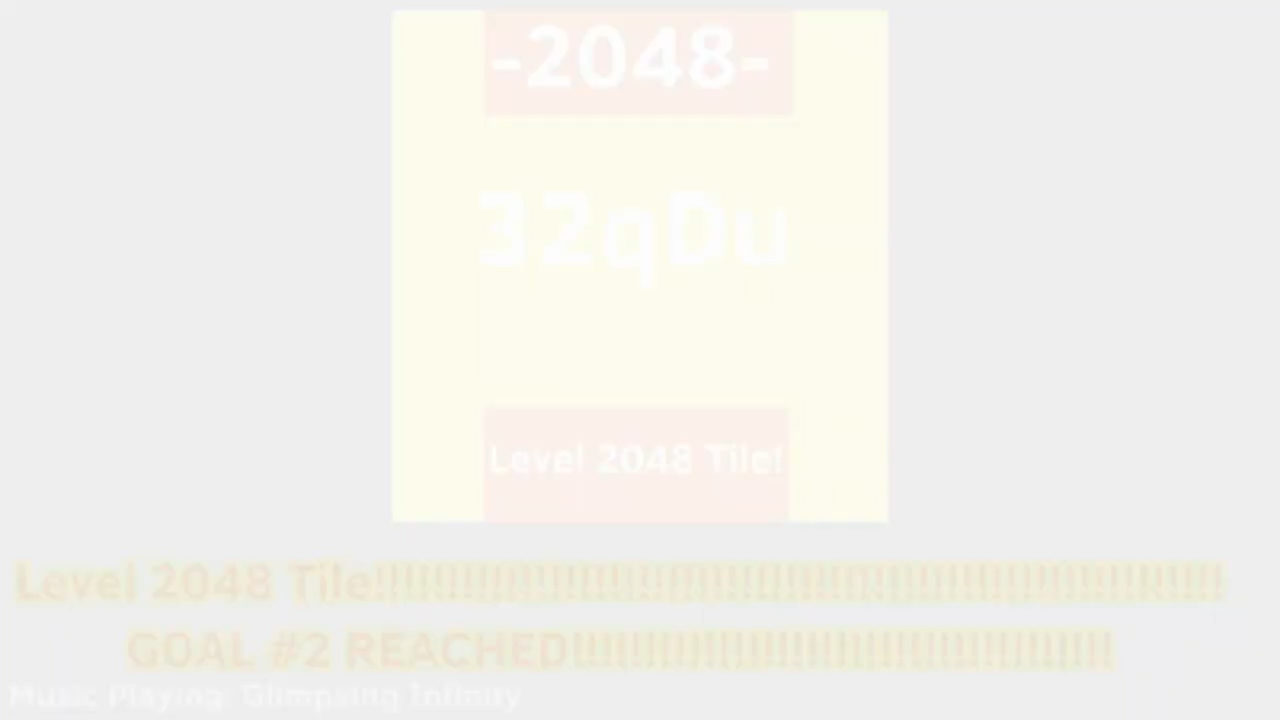 -2048-
32qDu
Level 2048 Tile!
Level 2048 Tile!!!!!!!!!!!!!!!!!!!!!!!!!!!!!!!!!!!!!!!!!!!!!!!!!!!!!!!!!!
GOAL #2 REACHED!!!!!!!!!!!!!!!!!!!!!!!!!!!!!!!!!!!!!
Music Playing: Glimpsing Infinity